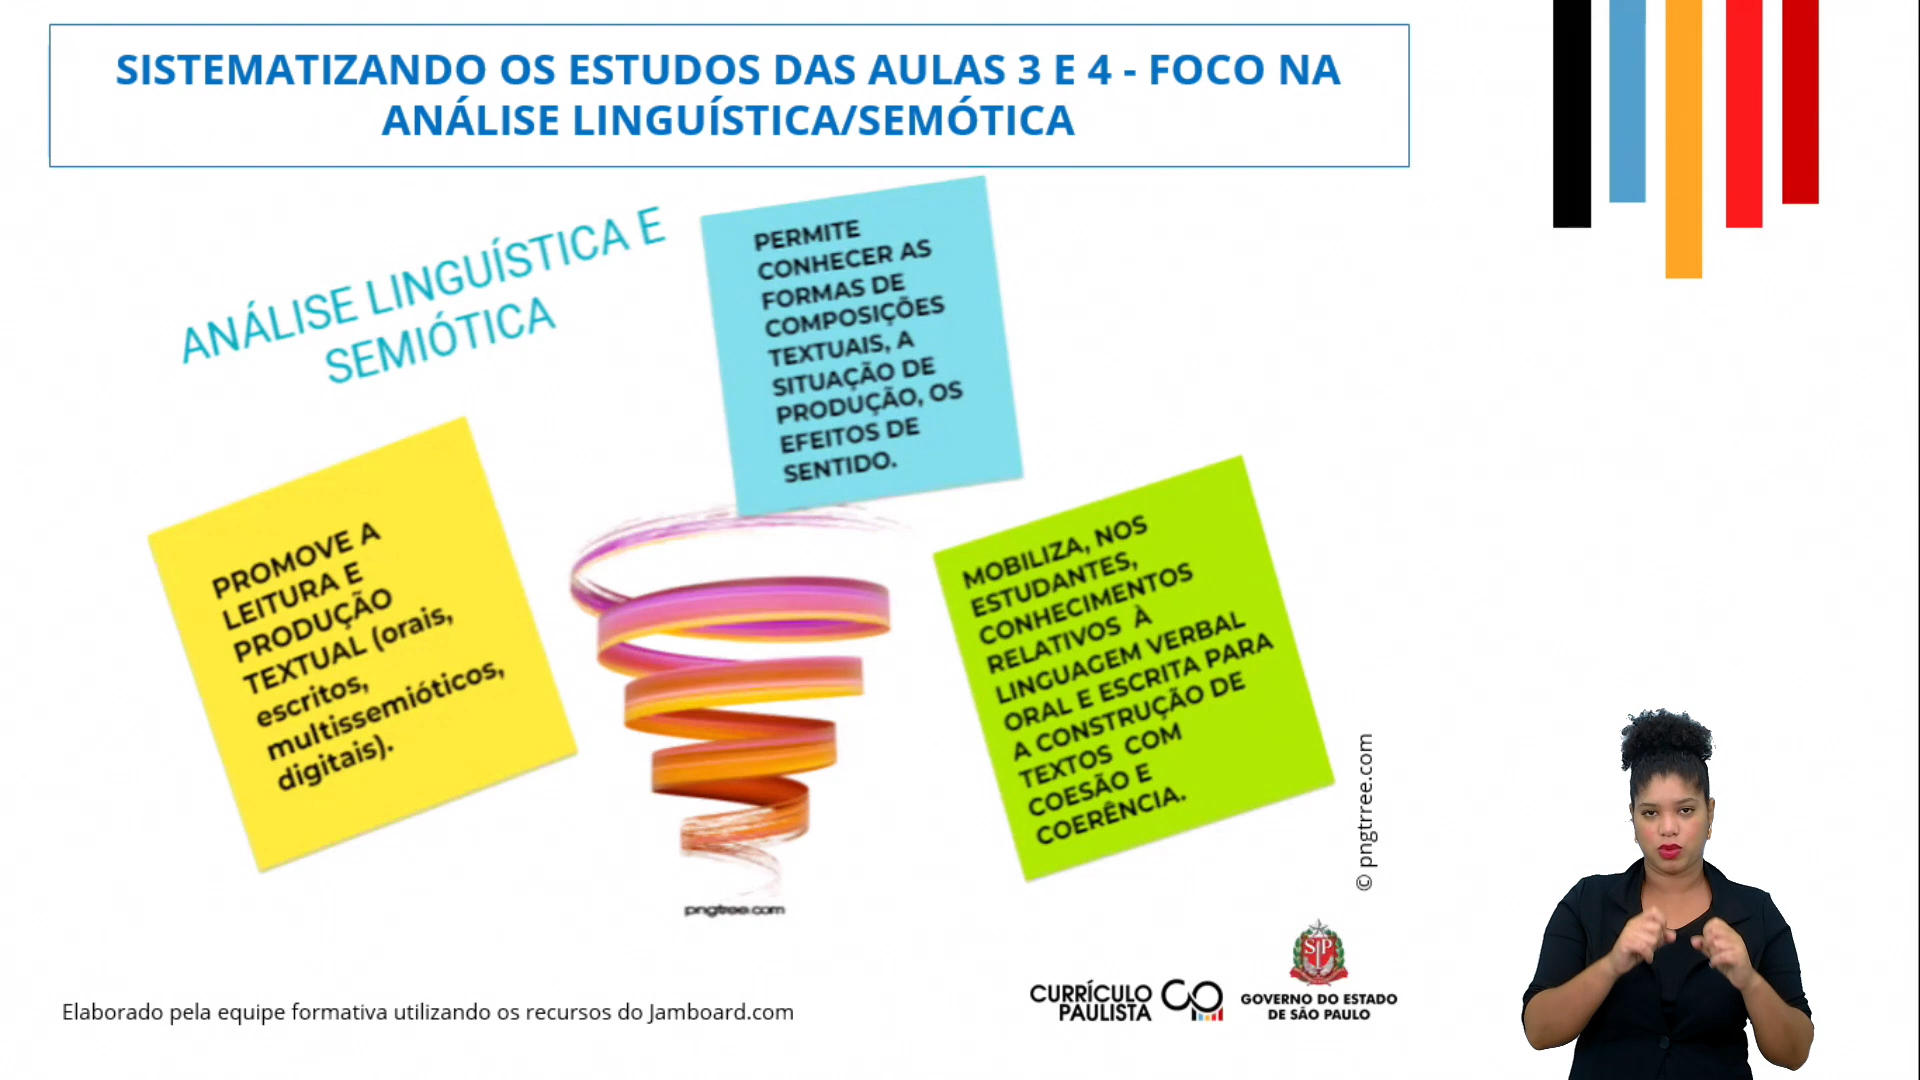 SISTEMATIZANDO OS ESTUDOS DAS AULAS 3 E 4 - FOCO NA
ANÁLISE LINGUÍSTICA/SEMÓTICA
ANÁLISE LINGUÍSTICA E
SEMIÓTICA
PERMITE
CONHECER AS
FORMAS DE
COMPOSIÇÕES
TEXTUAIS, A
SITUAÇÃO DE
PRODUÇÃO, OS
EFEITOS DE
SENTIDO.
PROMOVE A
LEITURA E
PRODUÇÃO
TEXTUAL (orais,
escritos,
multissemióticos,
digitais).
MOBILIZA, NOS
ESTUDANTES,
CONHECIMENTOS
RELATIVOS À
LINGUAGEM VERBAL
ORAL E ESCRITA PARA
A CONSTRUÇÃO DE
TEXTOS COM
COESÃO E
COERÊNCIA.
pngtree.com
© pngtrree.com
Elaborado pela equipe formativa utilizando os recursos do Jamboard.com
CURRÍCULO
PAULISTA
SP
GOVERNO DO ESTADO
DE SÃO PAULO